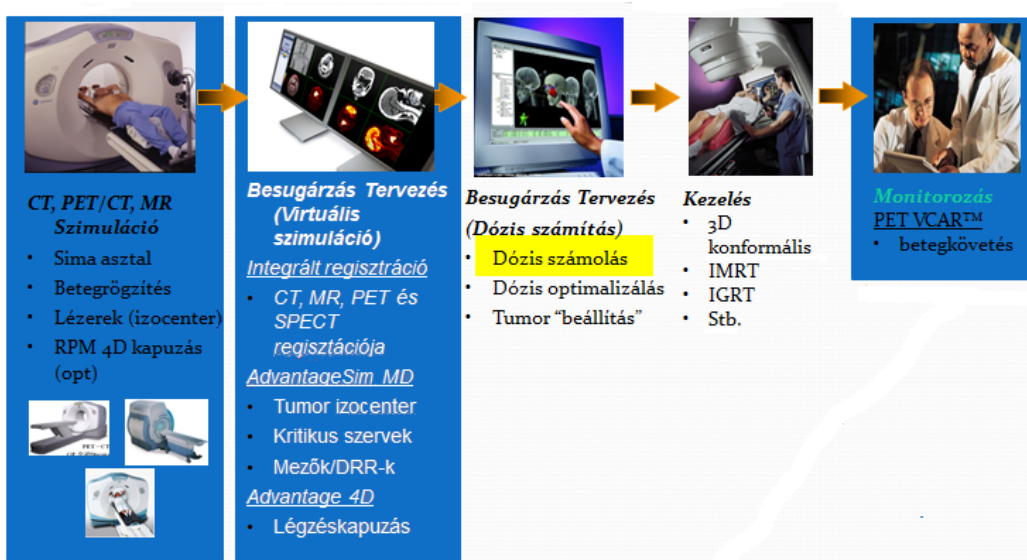 CT, PET/CT, MR
Szimuláció
• Sima asztal
• Betegrögzítés
• Lézerek (izocenter)
• RPM 4D kapuzás
(opt)
PET-CT
Besugárzás Tervezés
(Virtuális
szimuláció)
Integrált regisztráció
• CT, MR, PET és
SPECT
regisztációja
AdvantageSim MD
• Tumor izocenter
• Kritikus szervek
• Mezők/DRR-k
Advantage 4D
• Légzéskapuzás
Besugárzás Tervezés
(Dózis számítás)
• Dózis számolás
• Dózis optimalizálás
• Tumor “beállítás”
Kezelés
• 3D
konformális
• IMRT
• IGRT
• Stb.
Monitorozás
PET VCAR™
• betegkövetés